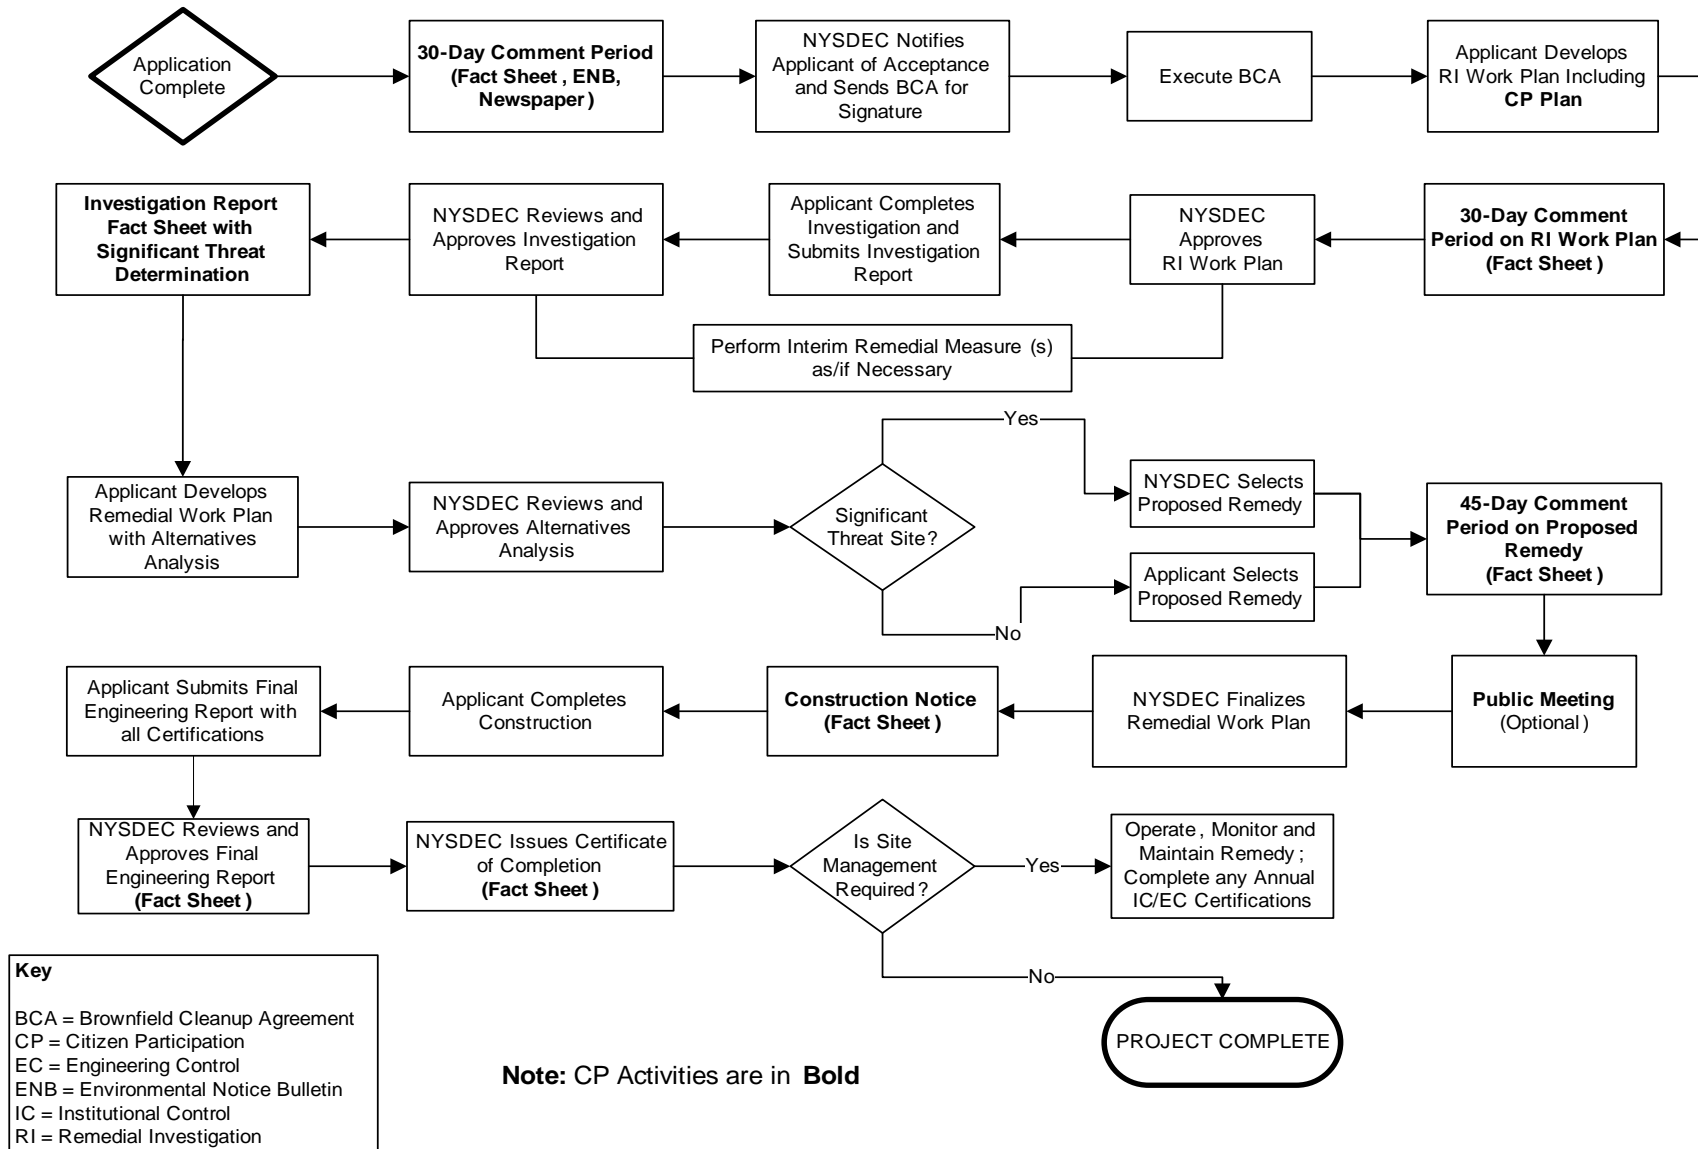 Application
Complete
30-Day Comment Period
(Fact Sheet , ENB,
Newspaper )
NYSDEC Notifies
Applicant of Acceptance
and Sends BCA for
Signature
Execute BCA
Applicant Develops
RI Work Plan Including
CP Plan
30-Day Comment
Period on RI Work Plan
(Fact Sheet )
NYSDEC
Approves
RI Work Plan
Applicant Completes
Investigation and
Submits Investigation
Report
NYSDEC Reviews and
Approves Investigation
Report
Investigation Report
Fact Sheet with
Significant Threat
Determination
Perform Interim Remedial Measure (s)
as/if Necessary
Applicant Develops
Remedial Work Plan
with Alternatives
Analysis
NYSDEC Reviews and
Approves Alternatives
Analysis
Significant
Threat Site ?
Yes
NYSDEC Selects
Proposed Remedy
No
Applicant Selects
Proposed Remedy
45-Day Comment
Period on Proposed
Remedy
(Fact Sheet )
Public Meeting
(Optional )
NYSDEC Finalizes
Remedial Work Plan
Construction Notice
(Fact Sheet )
Applicant Completes
Construction
Applicant Submits Final
Engineering Report with
all Certifications
NYSDEC Reviews and
Approves Final
Engineering Report
(Fact Sheet )
NYSDEC Issues Certificate
of Completion
(Fact Sheet )
Is Site
Management
Required ?
Yes
Operate , Monitor and
Maintain Remedy ;
Complete any Annual
IC/EC Certifications
No
PROJECT COMPLETE
Key
BCA = Brownfield Cleanup Agreement
CP = Citizen Participation
EC = Engineering Control
ENB = Environmental Notice Bulletin
IC = Institutional Control
RI = Remedial Investigation
Note: CP Activities are in Bold